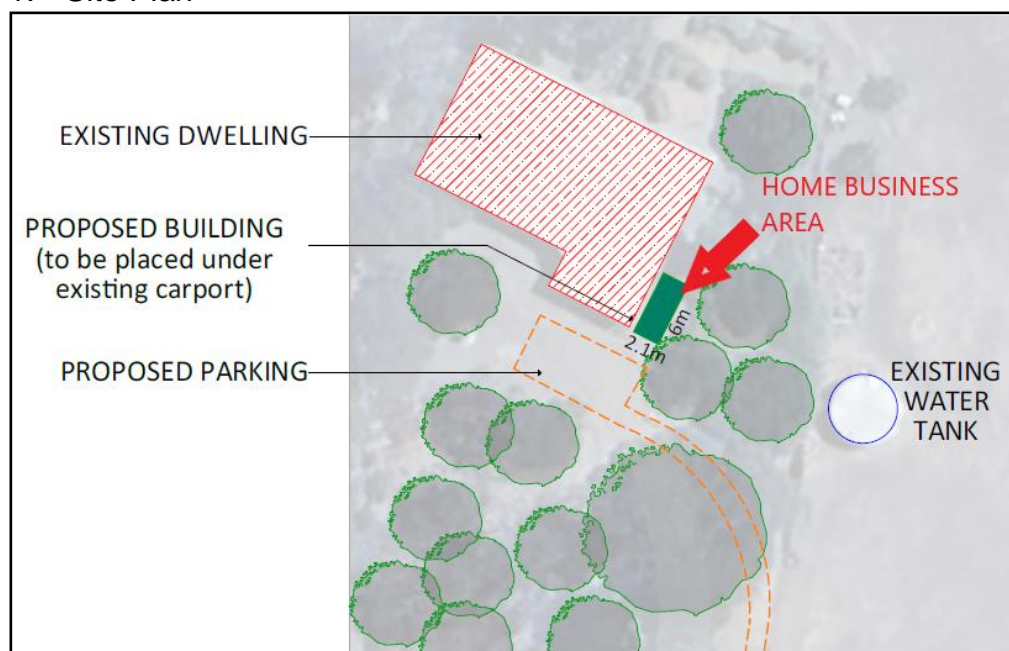 EXISTING DWELLING
HOME BUSINESS
AREA
PROPOSED BUILDING
(to be placed under
existing carport)
6m
2.1m
PROPOSED PARKING
EXISTING
WATER
TANK